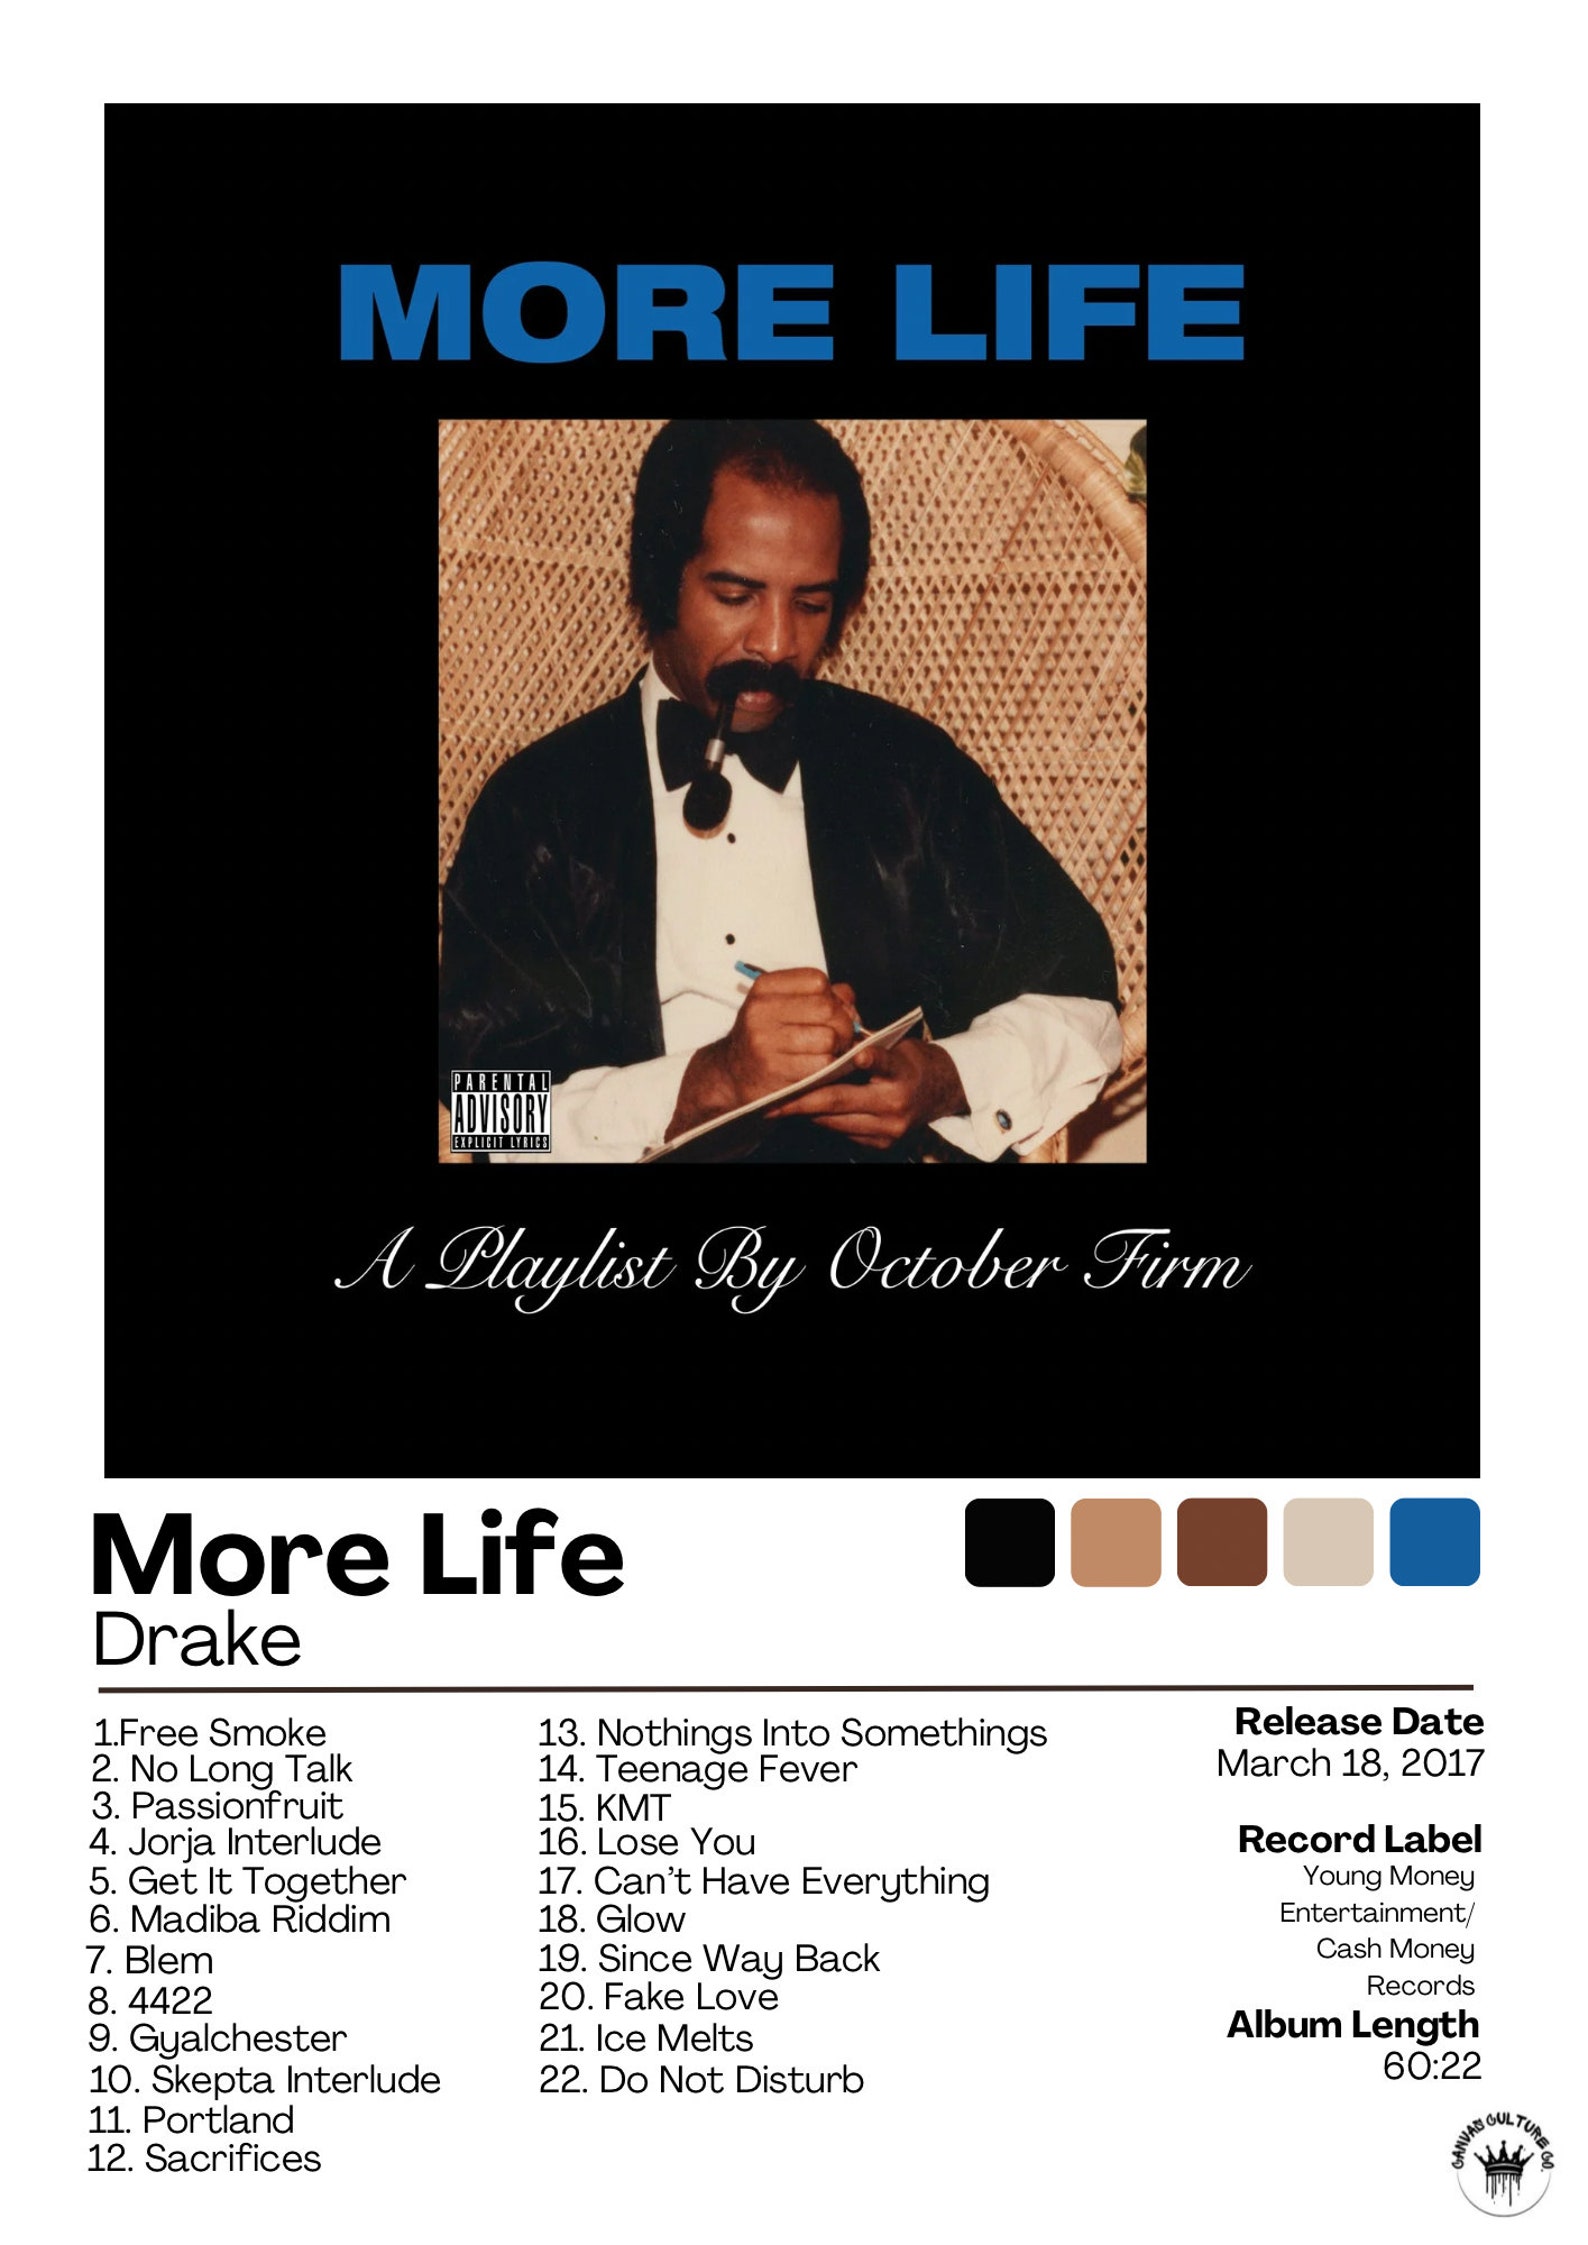 MORE LIFE
PARENTAL
ADVISORY
EXPLICIT LYRICS
A Playlist By October Firm
More Life
Drake
1.Free Smoke
2. No Long Talk
3. Passionfruit
4. Jorja Interlude
5. Get It Together
6. Madiba Riddim
7. Blem
8. 4422
9. Gyalchester
10. Skepta Interlude
11. Portland
12. Sacrifices
13. Nothings Into Somethings
14. Teenage Fever
15. KMT
16. Lose You
17. Can't Have Everything
18. Glow
19. Since Way Back
20. Fake Love
21. Ice Melts
22. Do Not Disturb
Release Date
March 18, 2017
Record Label
Young Money
Entertainment/
Cash Money
Records
Album Length
60:22
CANVAS CULTURE CO.